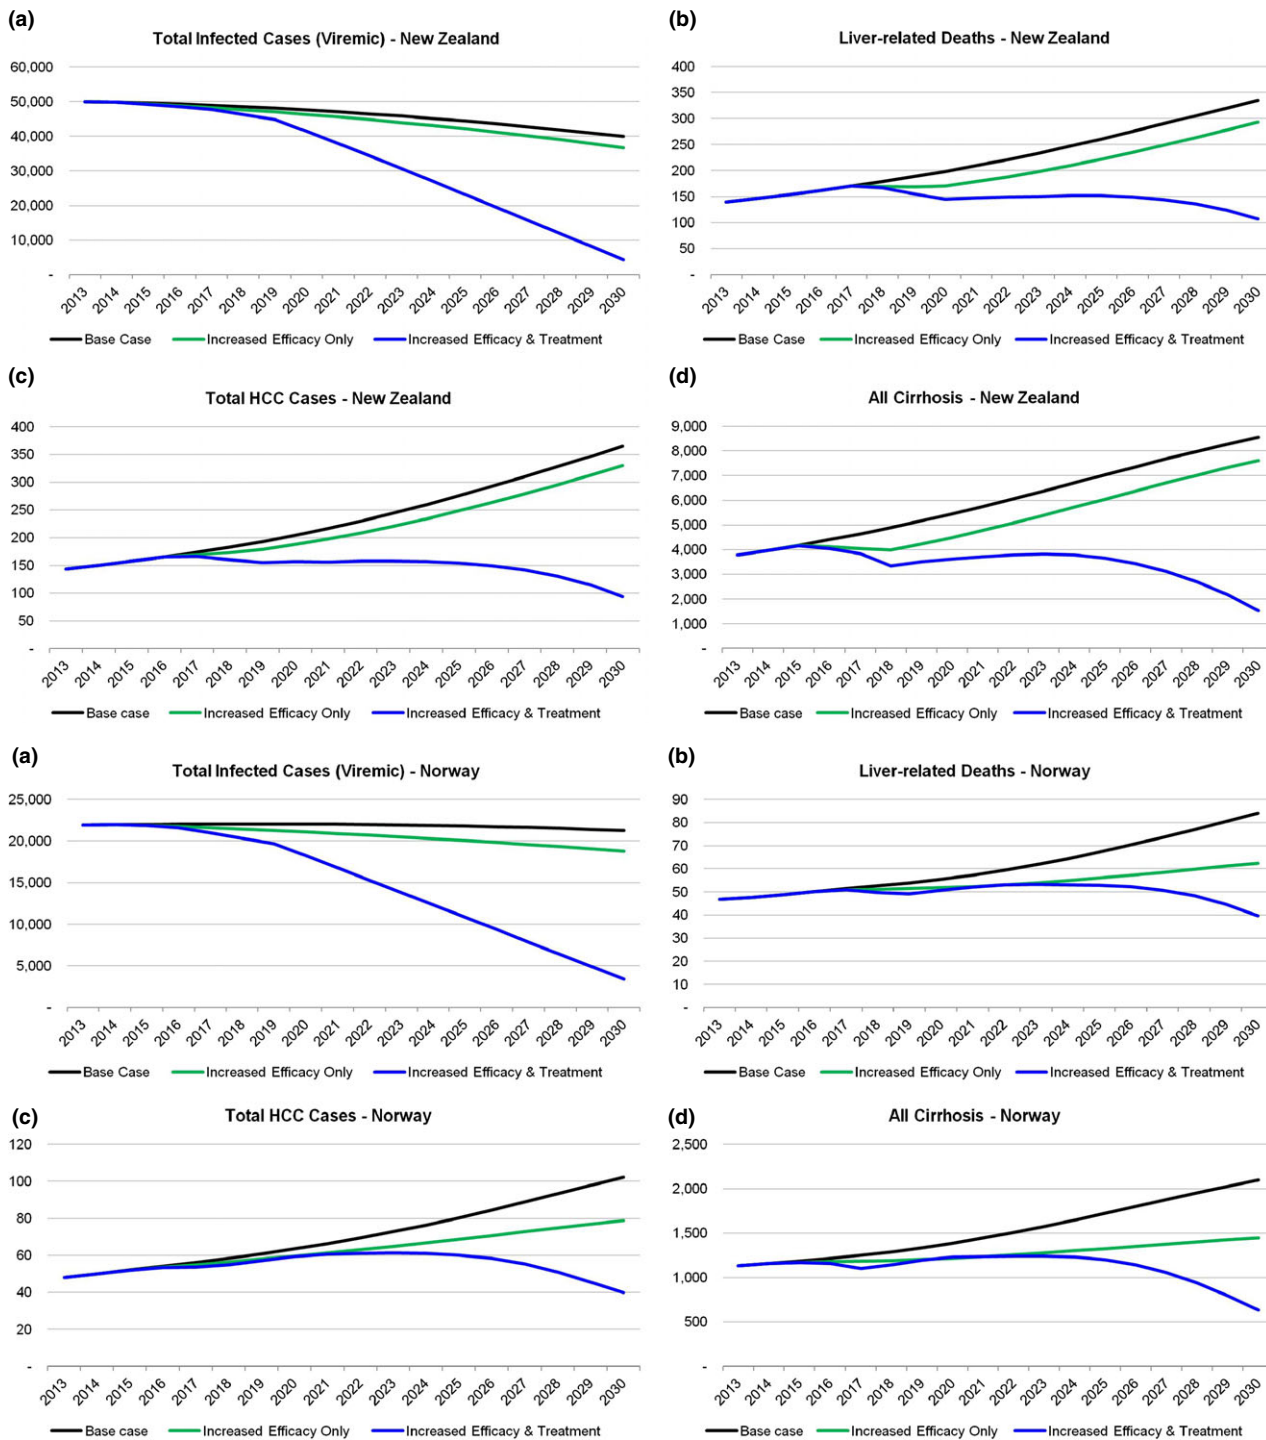 (a)
Total Infected Cases (Viremic) - New Zealand
60,000
50,000
40,000
30,000
20,000
10,000
-
2013 2014 2015 2016 2017 2018 2019 2020 2021 2022 2023 2024 2025 2026 2027 2028 2029 2030
Base Case Increased Efficacy Only Increased Efficacy & Treatment
(b)
Liver-related Deaths - New Zealand
400
350
300
250
200
150
100
50
-
2013 2014 2015 2016 2017 2018 2019 2020 2021 2022 2023 2024 2025 2026 2027 2028 2029 2030
Base Case Increased Efficacy Only Increased Efficacy & Treatment
(c)
Total HCC Cases - New Zealand
400
350
300
250
200
150
100
50
-
2013 2014 2015 2016 2017 2018 2019 2020 2021 2022 2023 2024 2025 2026 2027 2028 2029 2030
Base case Increased Efficacy Only Increased Efficacy & Treatment
(d)
All Cirrhosis - New Zealand
9,000
8,000
7,000
6,000
5,000
4,000
3,000
2,000
1,000
-
2013 2014 2015 2016 2017 2018 2019 2020 2021 2022 2023 2024 2025 2026 2027 2028 2029 2030
Base case Increased Efficacy Only Increased Efficacy & Treatment
(a)
Total Infected Cases (Viremic) - Norway
25,000
20,000
15,000
10,000
5,000
-
2013 2014 2015 2016 2017 2018 2019 2020 2021 2022 2023 2024 2025 2026 2027 2028 2029 2030
Base Case Increased Efficacy Only Increased Efficacy & Treatment
(b)
Liver-related Deaths - Norway
90
80
70
60
50
40
30
20
10
-
2013 2014 2015 2016 2017 2018 2019 2020 2021 2022 2023 2024 2025 2026 2027 2028 2029 2030
Base Case Increased Efficacy Only Increased Efficacy & Treatment
(c)
Total HCC Cases - Norway
120
100
80
60
40
20
-
2013 2014 2015 2016 2017 2018 2019 2020 2021 2022 2023 2024 2025 2026 2027 2028 2029 2030
Base case Increased Efficacy Only Increased Efficacy & Treatment
(d)
All Cirrhosis - Norway
2,500
2,000
1,500
1,000
500
-
2013 2014 2015 2016 2017 2018 2019 2020 2021 2022 2023 2024 2025 2026 2027 2028 2029 2030
Base case Increased Efficacy Only Increased Efficacy & Treatment